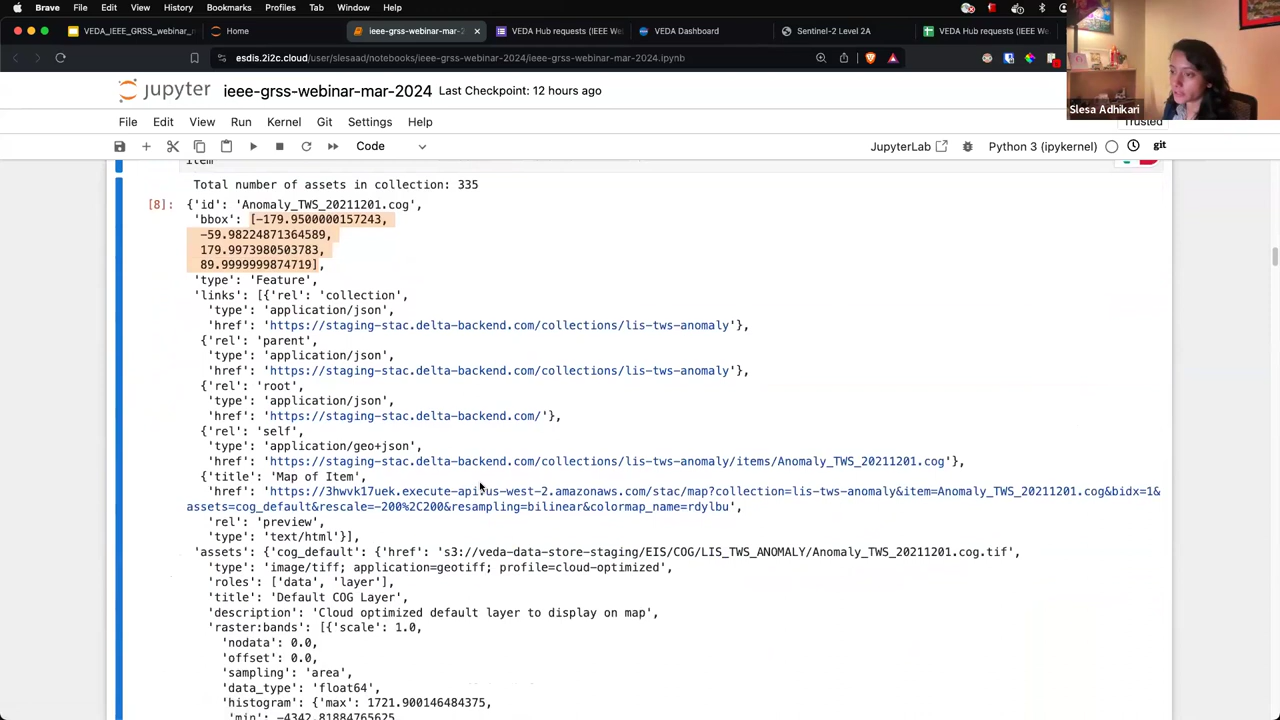 Brave Browser File Edit View History Bookmarks Profiles Tab Window Help
VEDA_IEEE_GRSS_webinar_m
Home
ieee-grss-webinar-mar-2
VEDA Hub requests (IEEE We
VEDA Dashboard
Sentinel-2 Level 2A
VEDA Hub requests (IEEE We
esdis.2i2c.cloud/user/slesaad/notebooks/ieee-grss-webinar-2024/ieee-grss-webinar-mar-2024.ipynb
Slesa Adhikari
jupyter ieee-grss-webinar-mar-2024 Last Checkpoint: 12 hours ago
File Edit View Run Kernel Git Settings Help
Trusted
Code
JupyterLab
Python 3 (ipykernel)
git
item
Total number of assets in collection: 335
[8]: {'id': 'Anomaly_TWS_20211201.cog',
'bbox': [-179.9500000157243,
-59.98224871364589,
179.9973980503783,
89.9999999874719],
'type': 'Feature',
'links': [{'rel': 'collection',
'type': 'application/json',
'href': 'https://staging-stac.delta-backend.com/collections/lis-tws-anomaly'},
{'rel': 'parent',
'type': 'application/json',
'href': 'https://staging-stac.delta-backend.com/collections/lis-tws-anomaly'},
{'rel': 'root',
'type': 'application/json',
'href': 'https://staging-stac.delta-backend.com/'},
{'rel': 'self',
'type': 'application/geo+json',
'href': 'https://staging-stac.delta-backend.com/collections/lis-tws-anomaly/items/Anomaly_TWS_20211201.cog'},
{'title': 'Map of Item',
'href': 'https://3hwvk17uek.execute-api.us-west-2.amazonaws.com/stac/map?collection=lis-tws-anomaly&item=Anomaly_TWS_20211201.cog&bidx=1&
assets=cog_default&rescale=-200%2C200&resampling=bilinear&colormap_name=rdylbu',
'rel': 'preview',
'type': 'text/html'}],
'assets': {'cog_default': {'href': 's3://veda-data-store-staging/EIS/COG/LIS_TWS_ANOMALY/Anomaly_TWS_20211201.cog.tif',
'type': 'image/tiff; application=geotiff; profile=cloud-optimized',
'roles': ['data', 'layer'],
'title': 'Default COG Layer',
'description': 'Cloud optimized default layer to display on map',
'raster:bands': [{'scale': 1.0,
'nodata': 0.0,
'offset': 0.0,
'sampling': 'area',
'data_type': 'float64',
'histogram': {'max': 1721.900146484375,
'min': -4342.81884765625,